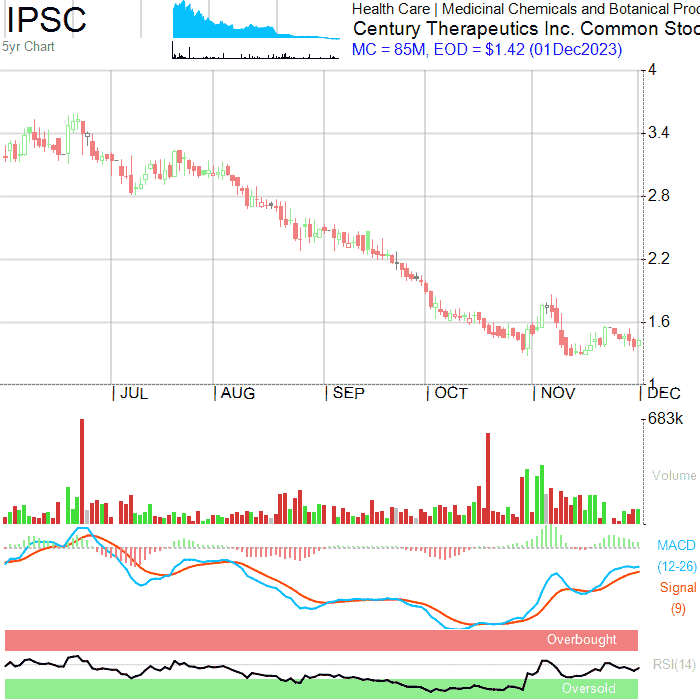 IPSC
5yr Chart
Health Care | Medicinal Chemicals and Botanical Proc
Century Therapeutics Inc. Common Stoc
MC = 85M, EOD = $1.42 (01Dec2023)
4
3.4
2.8
2.2
1.6
1
| JUL | AUG | SEP | OCT | NOV | DEC
683k
Volume
MACD
(12-26)
Signal
(9)
Overbought
RSI(14)
Oversold